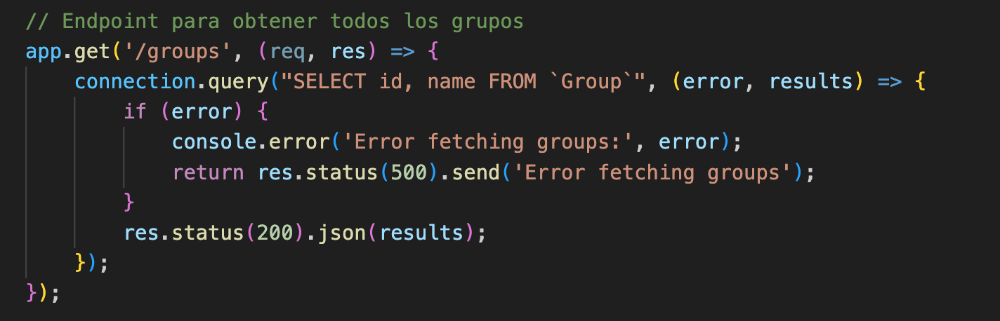 // Endpoint para obtener todos los grupos
app.get('/groups', (req, res) => {
    connection.query("SELECT id, name FROM `Group`", (error, results) => {
        if (error) {
            console.error('Error fetching groups:', error);
            return res.status(500).send('Error fetching groups');
        }
        res.status(200).json(results);
    });
});